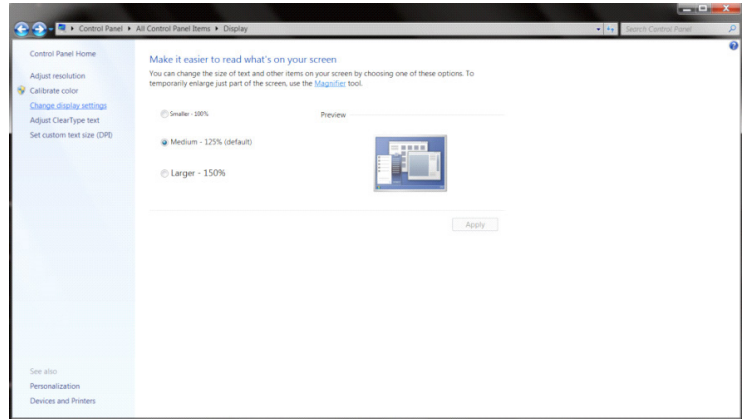 Control Panel ▸ All Control Panel Items ▸ Display
Search Control Panel
Control Panel Home
Adjust resolution
Calibrate color
Change display settings
Adjust ClearType text
Set custom text size (DPI)
See also
Personalization
Devices and Printers
Make it easier to read what's on your screen
You can change the size of text and other items on your screen by choosing one of these options. To
temporarily enlarge just part of the screen, use the Magnifier tool.
Smaller - 100%
Preview
Medium - 125% (default)
Larger - 150%
Apply